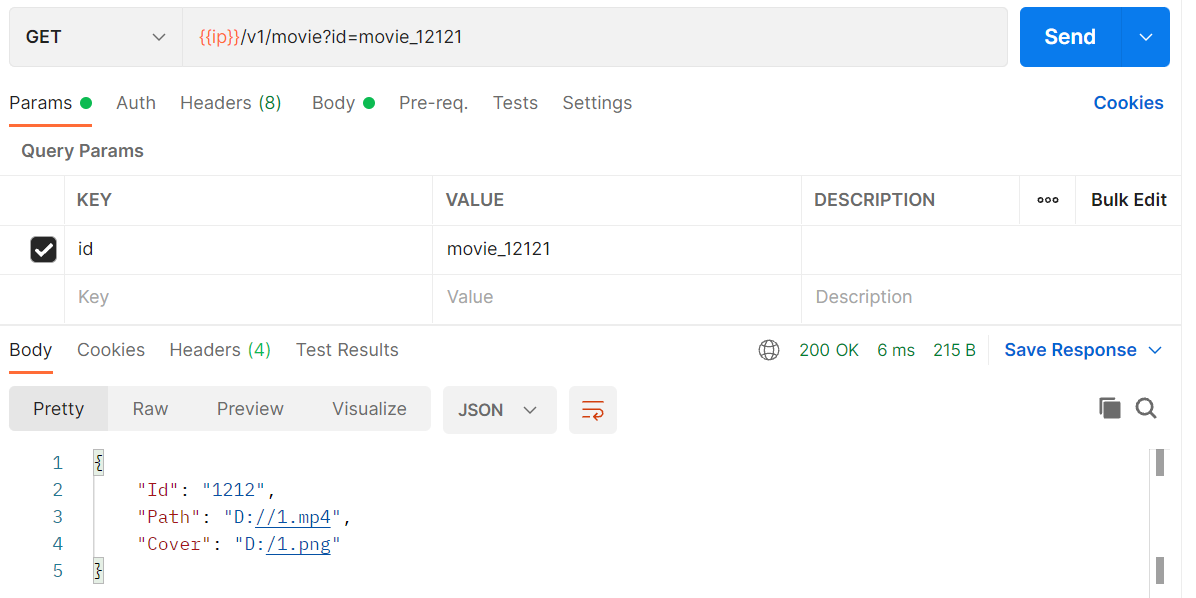 GET {{ip}}/v1/movie?id=movie_12121 Send
Params Auth Headers (8) Body Pre-req. Tests Settings Cookies
Query Params
KEY VALUE DESCRIPTION ooo Bulk Edit
id movie_12121
Key Value Description
Body Cookies Headers (4) Test Results 200 OK 6 ms 215 B Save Response
Pretty Raw Preview Visualize JSON
1 {
2 "Id": "1212",
3 "Path": "D://1.mp4",
4 "Cover": "D:/1.png"
5 }